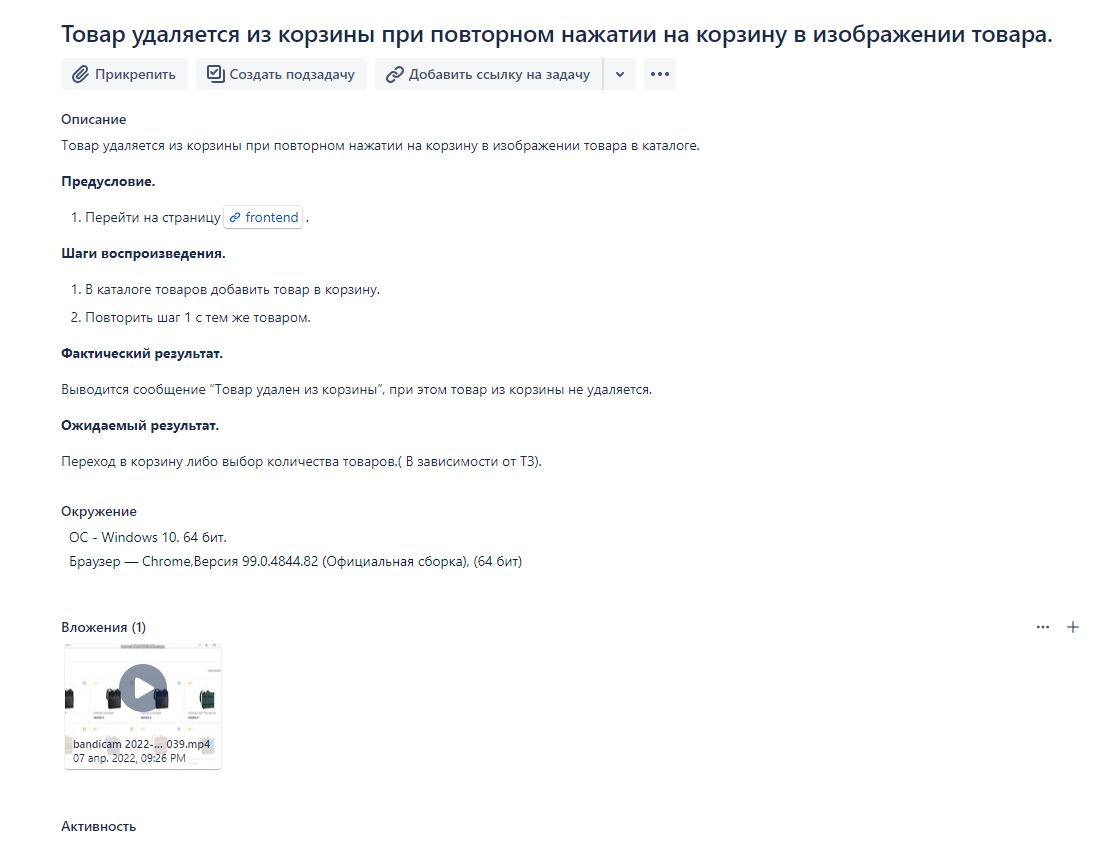 Товар удаляется из корзины при повторном нажатии на корзину в изображении товара.
Прикрепить Создать подзадачу Добавить ссылку на задачу
Описание
Товар удаляется из корзины при повторном нажатии на корзину в изображении товара в каталоге.
Предусловие.
1. Перейти на страницу frontend .
Шаги воспроизведения.
1. В каталоге товаров добавить товар в корзину.
2. Повторить шаг 1 с тем же товаром.
Фактический результат.
Выводится сообщение “Товар удален из корзины”, при этом товар из корзины не удаляется.
Ожидаемый результат.
Переход в корзину либо выбор количества товаров.( В зависимости от ТЗ).
Окружение
ОС - Windows 10. 64 бит.
Браузер — Chrome,Версия 99.0.4844.82 (Официальная сборка), (64 бит)
Вложения (1)
bandicam 2022-... 039.mp4
07 апр. 2022, 09:26 PM
Активность